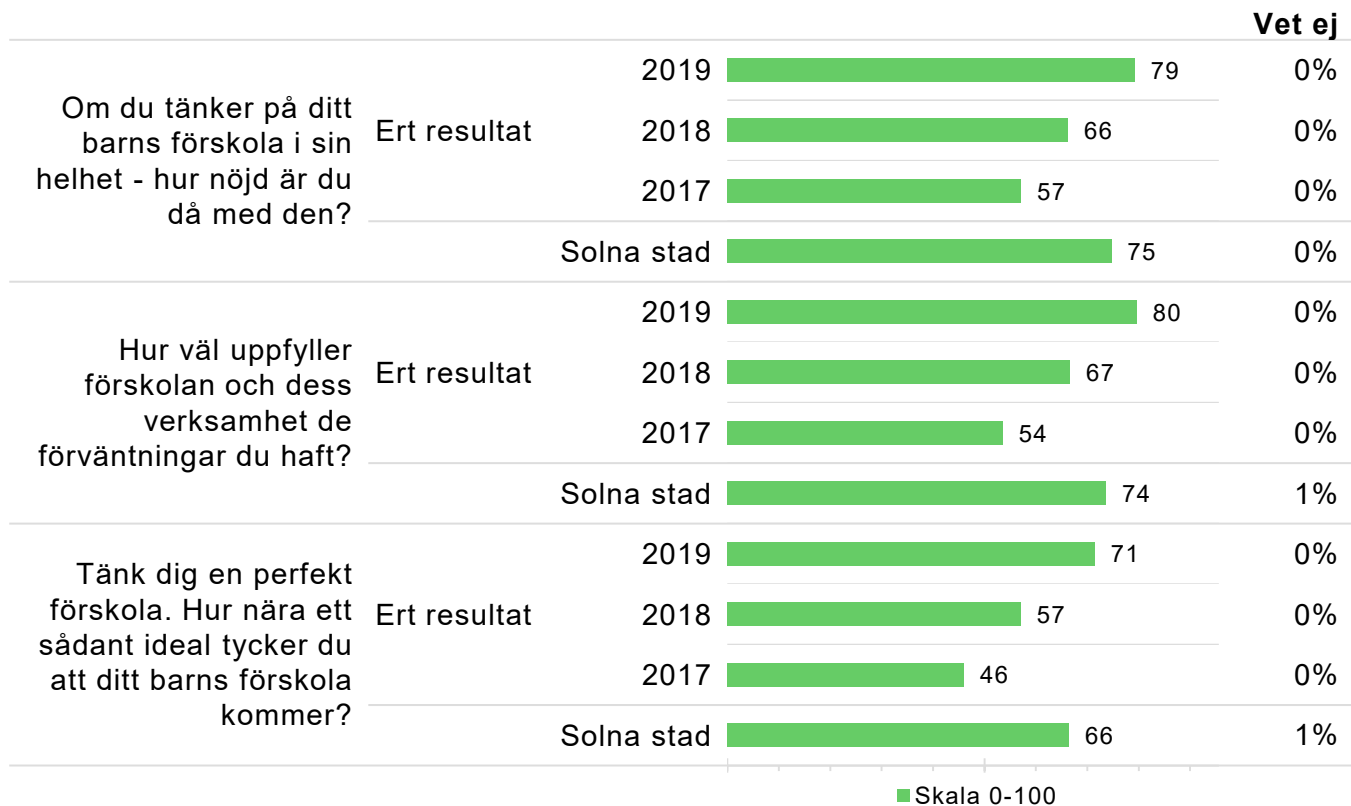 Vet ej
Om du tänker på ditt
barns förskola i sin
helhet - hur nöjd är du
då med den?
Ert resultat
2019 79 0%
2018 66 0%
2017 57 0%
Solna stad 75 0%
Hur väl uppfyller
förskolan och dess
verksamhet de
förväntningar du haft?
Ert resultat
2019 80 0%
2018 67 0%
2017 54 0%
Solna stad 74 1%
Tänk dig en perfekt
förskola. Hur nära ett
sådant ideal tycker du
att ditt barns förskola
kommer?
Ert resultat
2019 71 0%
2018 57 0%
2017 46 0%
Solna stad 66 1%
Skala 0-100